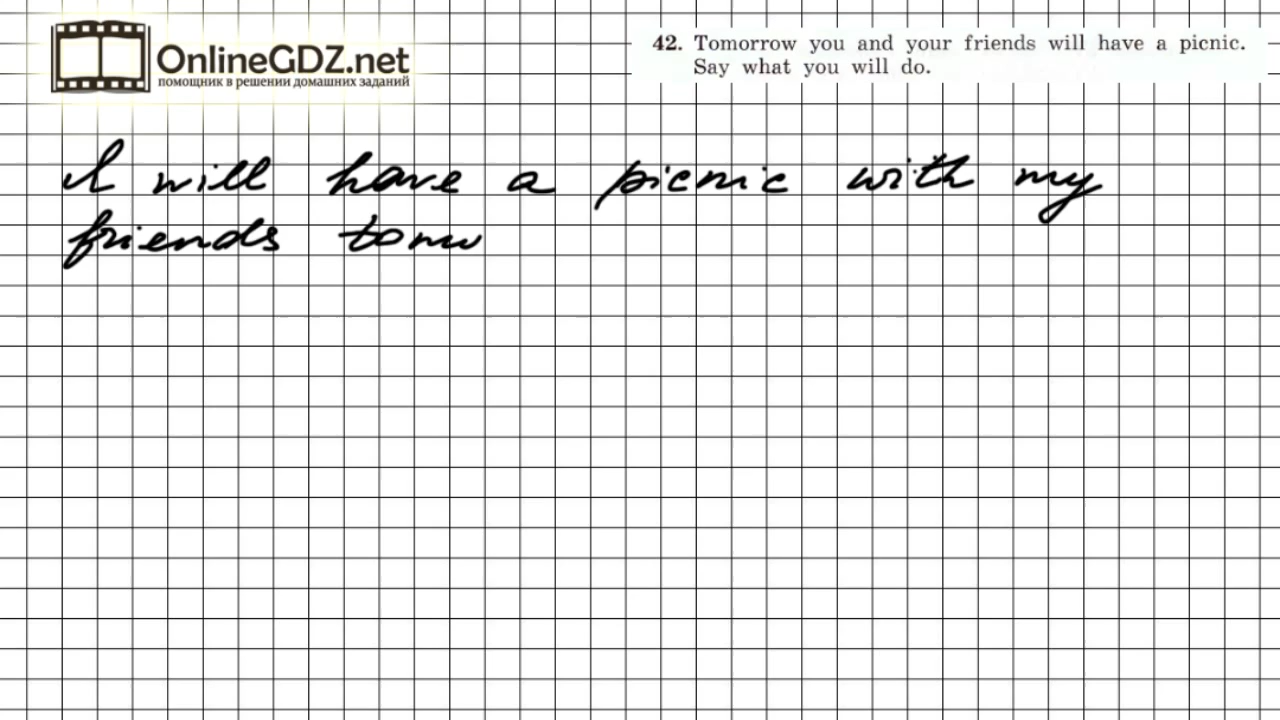 OnlineGDZ.net
помощник в решении домашних заданий
42. Tomorrow you and your friends will have a picnic.
Say what you will do.
I will have a picnic with my
friends tomo